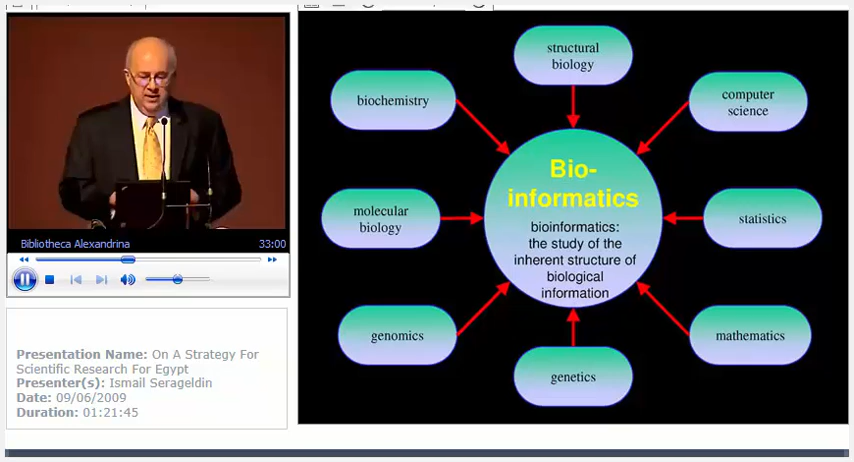 Bibliotheca Alexandrina 33:00
Presentation Name: On A Strategy For
Scientific Research For Egypt
Presenter(s): Ismail Serageldin
Date: 09/06/2009
Duration: 01:21:45
structural
biology
biochemistry
computer
science
Bio-
informatics
bioinformatics:
the study of the
inherent structure of
biological
information
molecular
biology
statistics
genomics
mathematics
genetics